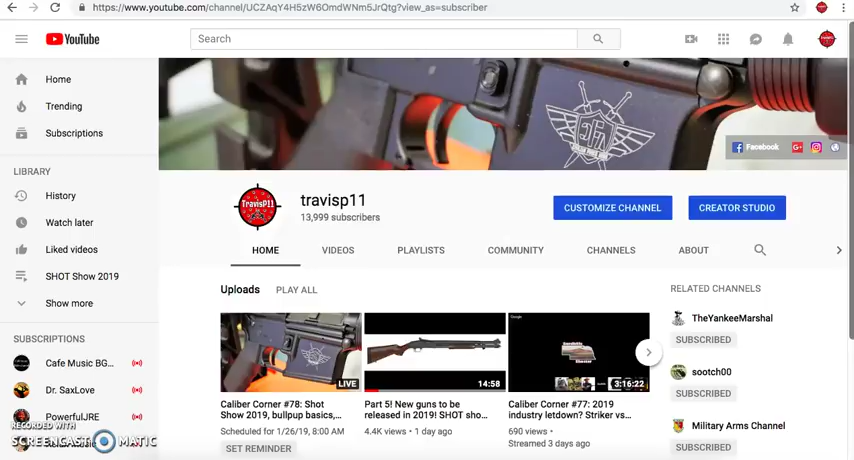 https://www.youtube.com/channel/UCZAqY4H5zW6OmdWNm5JrQtg?view_as=subscriber
YouTube
Search
Home
Trending
Subscriptions
LIBRARY
History
Watch later
Liked videos
SHOT Show 2019
Show more
SUBSCRIPTIONS
Cafe Music BG...
Dr. SaxLove
PowerfulJRE
Facebook
TravisP11
travisp11
13,999 subscribers
CUSTOMIZE CHANNEL
CREATOR STUDIO
HOME
VIDEOS
PLAYLISTS
COMMUNITY
CHANNELS
ABOUT
Uploads
PLAY ALL
LIVE
Caliber Corner #78: Shot
Show 2019, bullpup basics,...
Scheduled for 1/26/19, 8:00 AM
SET REMINDER
14:58
Part 5! New guns to be
released in 2019! SHOT sho...
4.4K views • 1 day ago
3:16:22
Caliber Corner #77: 2019
industry letdown? Striker vs...
690 views •
Streamed 3 days ago
RELATED CHANNELS
TheYankeeMarshal
SUBSCRIBED
sootch00
SUBSCRIBED
Military Arms Channel
SUBSCRIBED
RECORDED WITH
SCREENCAST MATIC